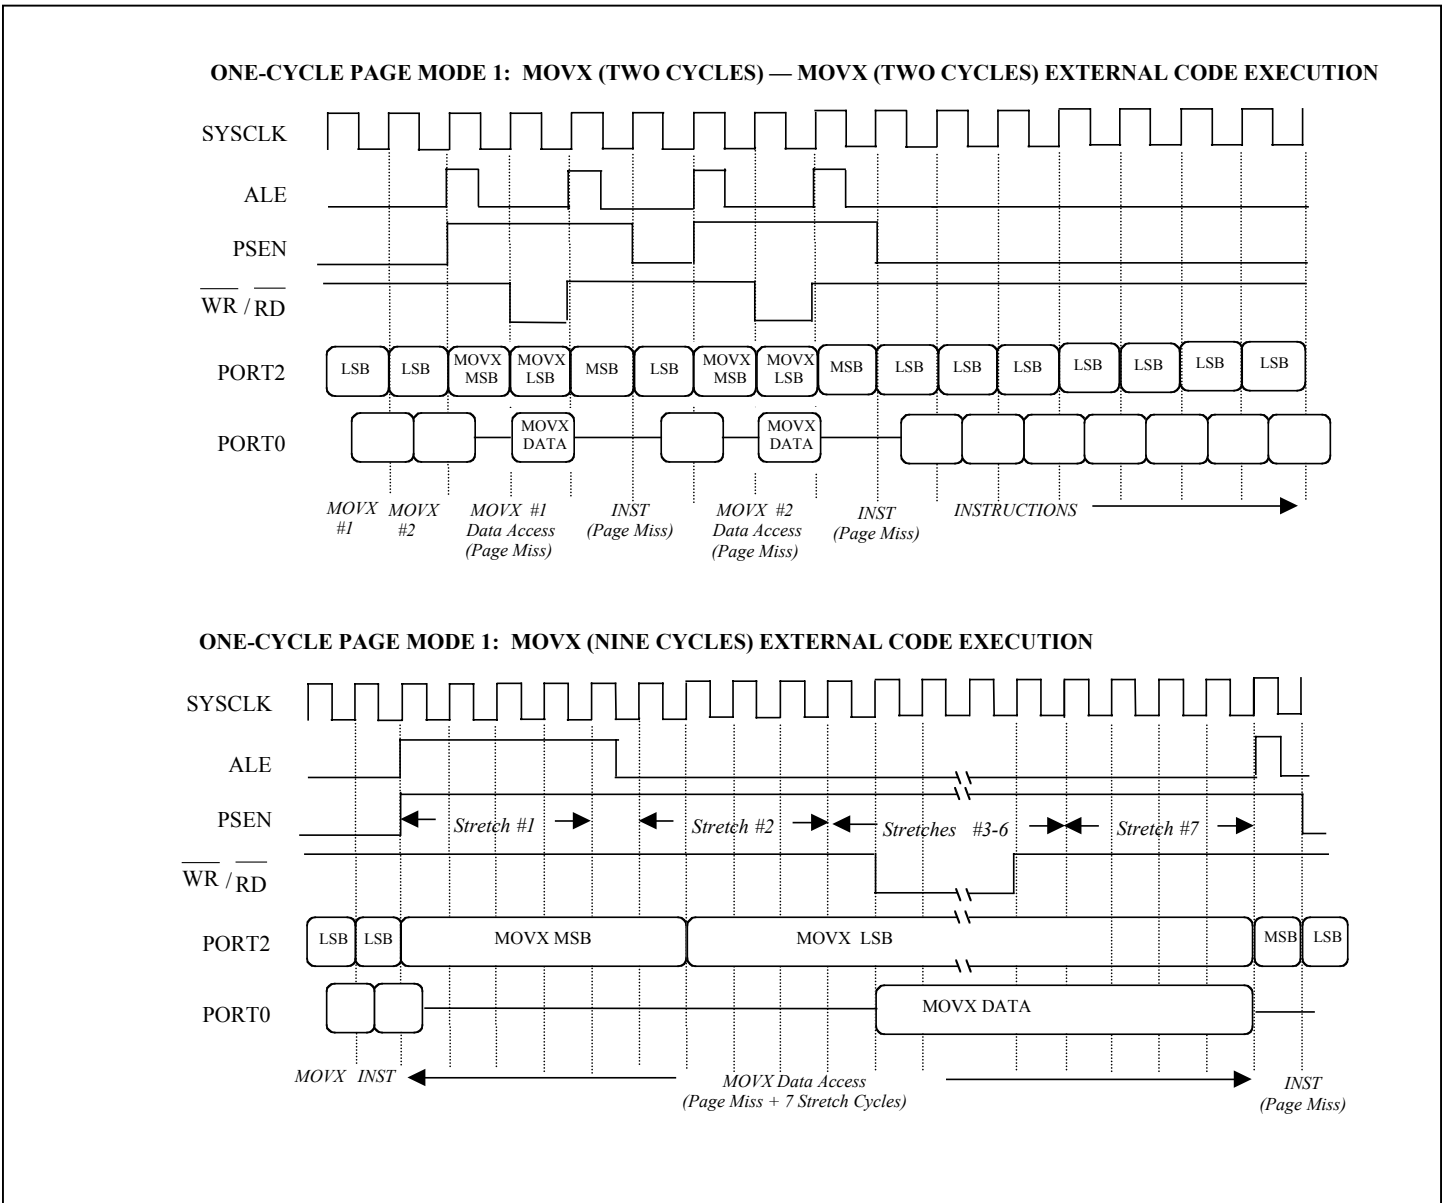 ONE-CYCLE PAGE MODE 1: MOVX (TWO CYCLES) — MOVX (TWO CYCLES) EXTERNAL CODE EXECUTION
SYSCLK
ALE
PSEN
WR / RD
PORT2
LSB
LSB
MOVX MSB
MOVX LSB
MSB
LSB
MOVX MSB
MOVX LSB
MSB
LSB
LSB
LSB
LSB
LSB
LSB
LSB
PORT0
MOVX DATA
MOVX DATA
MOVX #1
MOVX #2
MOVX #1
Data Access
(Page Miss)
INST
(Page Miss)
MOVX #2
Data Access
(Page Miss)
INST
(Page Miss)
INSTRUCTIONS
ONE-CYCLE PAGE MODE 1: MOVX (NINE CYCLES) EXTERNAL CODE EXECUTION
SYSCLK
ALE
PSEN
Stretch #1
Stretch #2
Stretches #3-6
Stretch #7
WR / RD
PORT2
LSB
LSB
MOVX MSB
MOVX LSB
MSB
LSB
PORT0
MOVX DATA
MOVX
INST
MOVX Data Access
(Page Miss + 7 Stretch Cycles)
INST
(Page Miss)